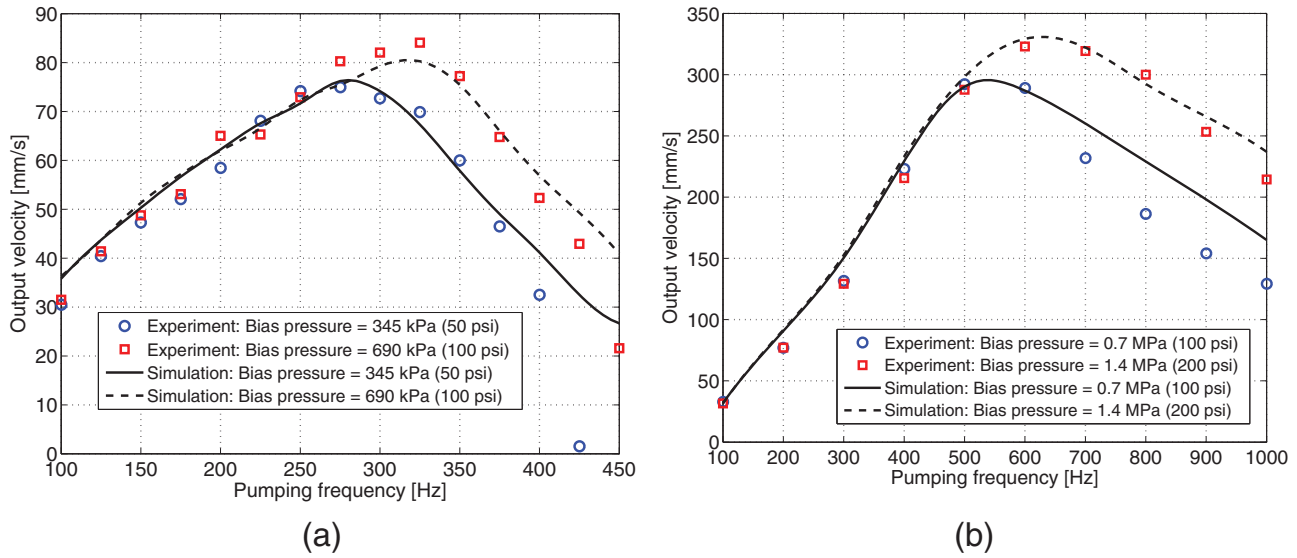 90
80
70
60
50
40
30
20
10
0
Output velocity [mm/s]
100 150 200 250 300 350 400 450
Pumping frequency [Hz]
Experiment: Bias pressure = 345 kPa (50 psi)
Experiment: Bias pressure = 690 kPa (100 psi)
Simulation: Bias pressure = 345 kPa (50 psi)
Simulation: Bias pressure = 690 kPa (100 psi)
(a)
350
300
250
200
150
100
50
0
Output velocity [mm/s]
100 200 300 400 500 600 700 800 900 1000
Pumping frequency [Hz]
Experiment: Bias pressure = 0.7 MPa (100 psi)
Experiment: Bias pressure = 1.4 MPa (200 psi)
Simulation: Bias pressure = 0.7 MPa (100 psi)
Simulation: Bias pressure = 1.4 MPa (200 psi)
(b)